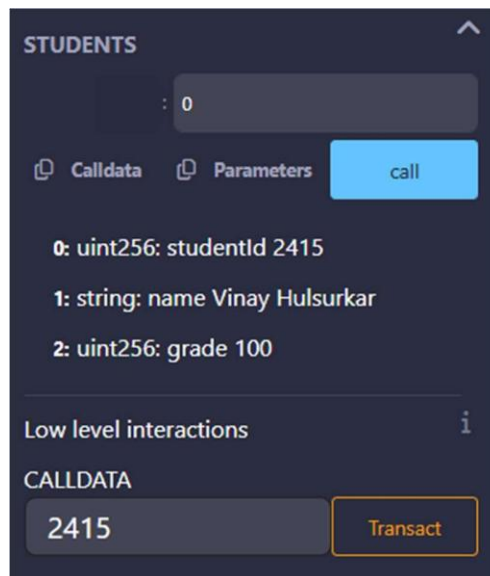 STUDENTS
: 0
Calldata Parameters call
0: uint256: studentId 2415
1: string: name Vinay Hulsurkar
2: uint256: grade 100
Low level interactions i
CALLDATA
2415 Transact